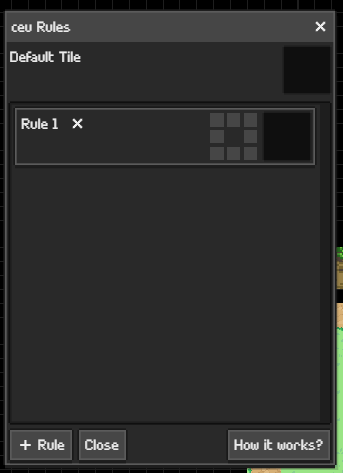 ceu Rules ✕
Default Tile
Rule 1 ✕
+ Rule Close How it works?